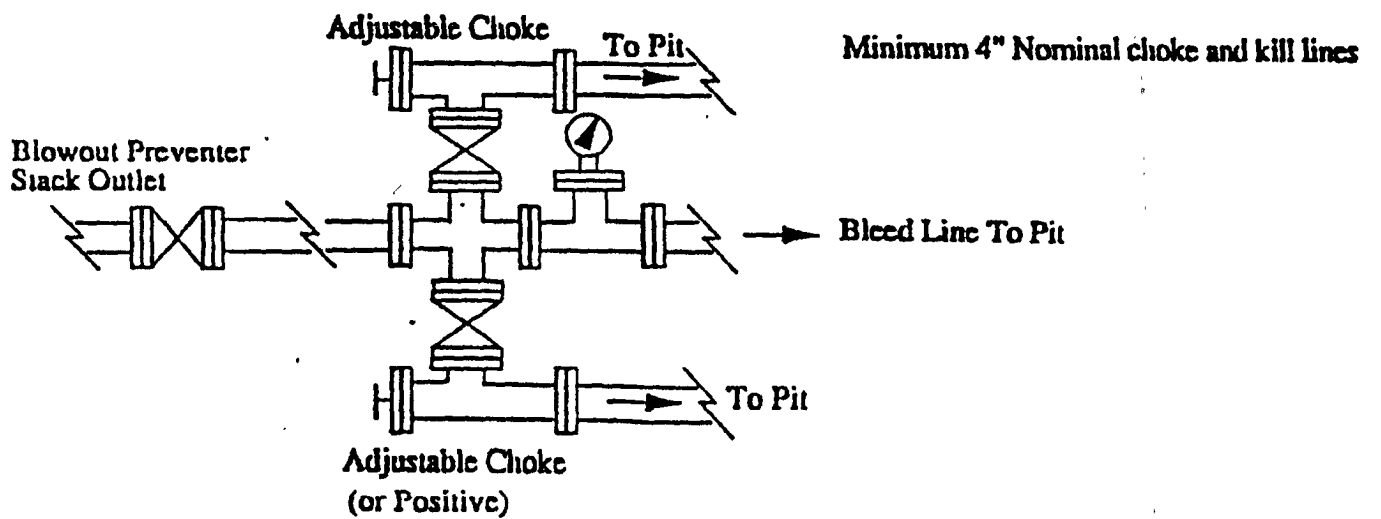 Adjustable Choke
To Pit
Minimum 4" Nominal choke and kill lines
Blowout Preventer
Stack Outlet
Bleed Line To Pit
To Pit
Adjustable Choke
(or Positive)